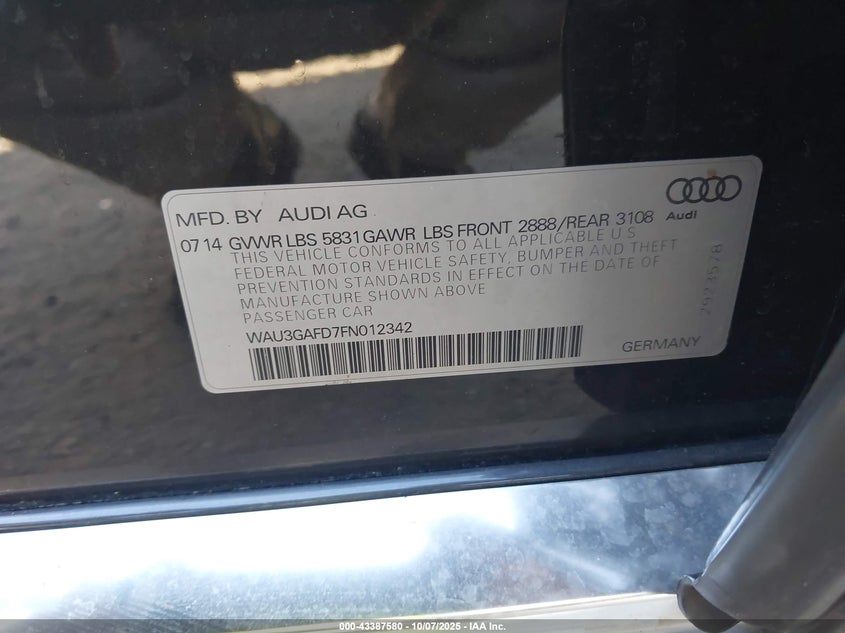 MFD. BY AUDI AG
Audi
07 14 GVWR LBS 5831 GAWR LBS FRONT 2888/REAR 3108
THIS VEHICLE CONFORMS TO ALL APPLICABLE U S
FEDERAL MOTOR VEHICLE SAFETY, BUMPER AND THEFT
PREVENTION STANDARDS IN EFFECT ON THE DATE OF
MANUFACTURE SHOWN ABOVE
PASSENGER CAR
WAU3GAFD7FN012342
GERMANY
2923578
000-43387580 - 10/07/2025 - IAA Inc.